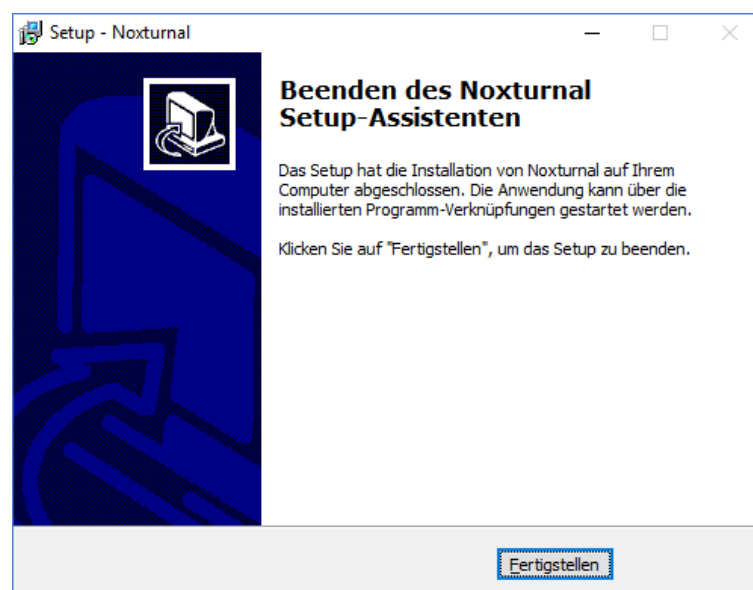 Setup - Noxturnal
Beenden des Noxturnal
Setup-Assistenten
Das Setup hat die Installation von Noxturnal auf Ihrem
Computer abgeschlossen. Die Anwendung kann über die
installierten Programm-Verknüpfungen gestartet werden.
Klicken Sie auf "Fertigstellen", um das Setup zu beenden.
Fertigstellen